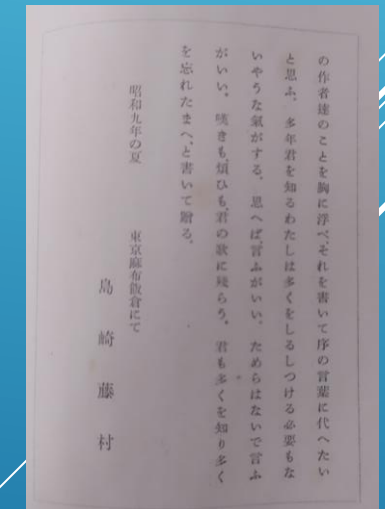 の作者達のことを胸に浮べ、それを書いて序の言葉に代へたい
と思ふ。多年君を知るわたしは多くをしるしつける必要もな
いやうな氣がする。思へば、言ふがいい。ためらはないで言ふ
がいい。嘆きも、煩ひも、君の歌に殘らう。君も多くを知り多く
を忘れたまへ、と書いて贈る。
昭和九年の夏
東京麻布飯倉にて
島崎藤村